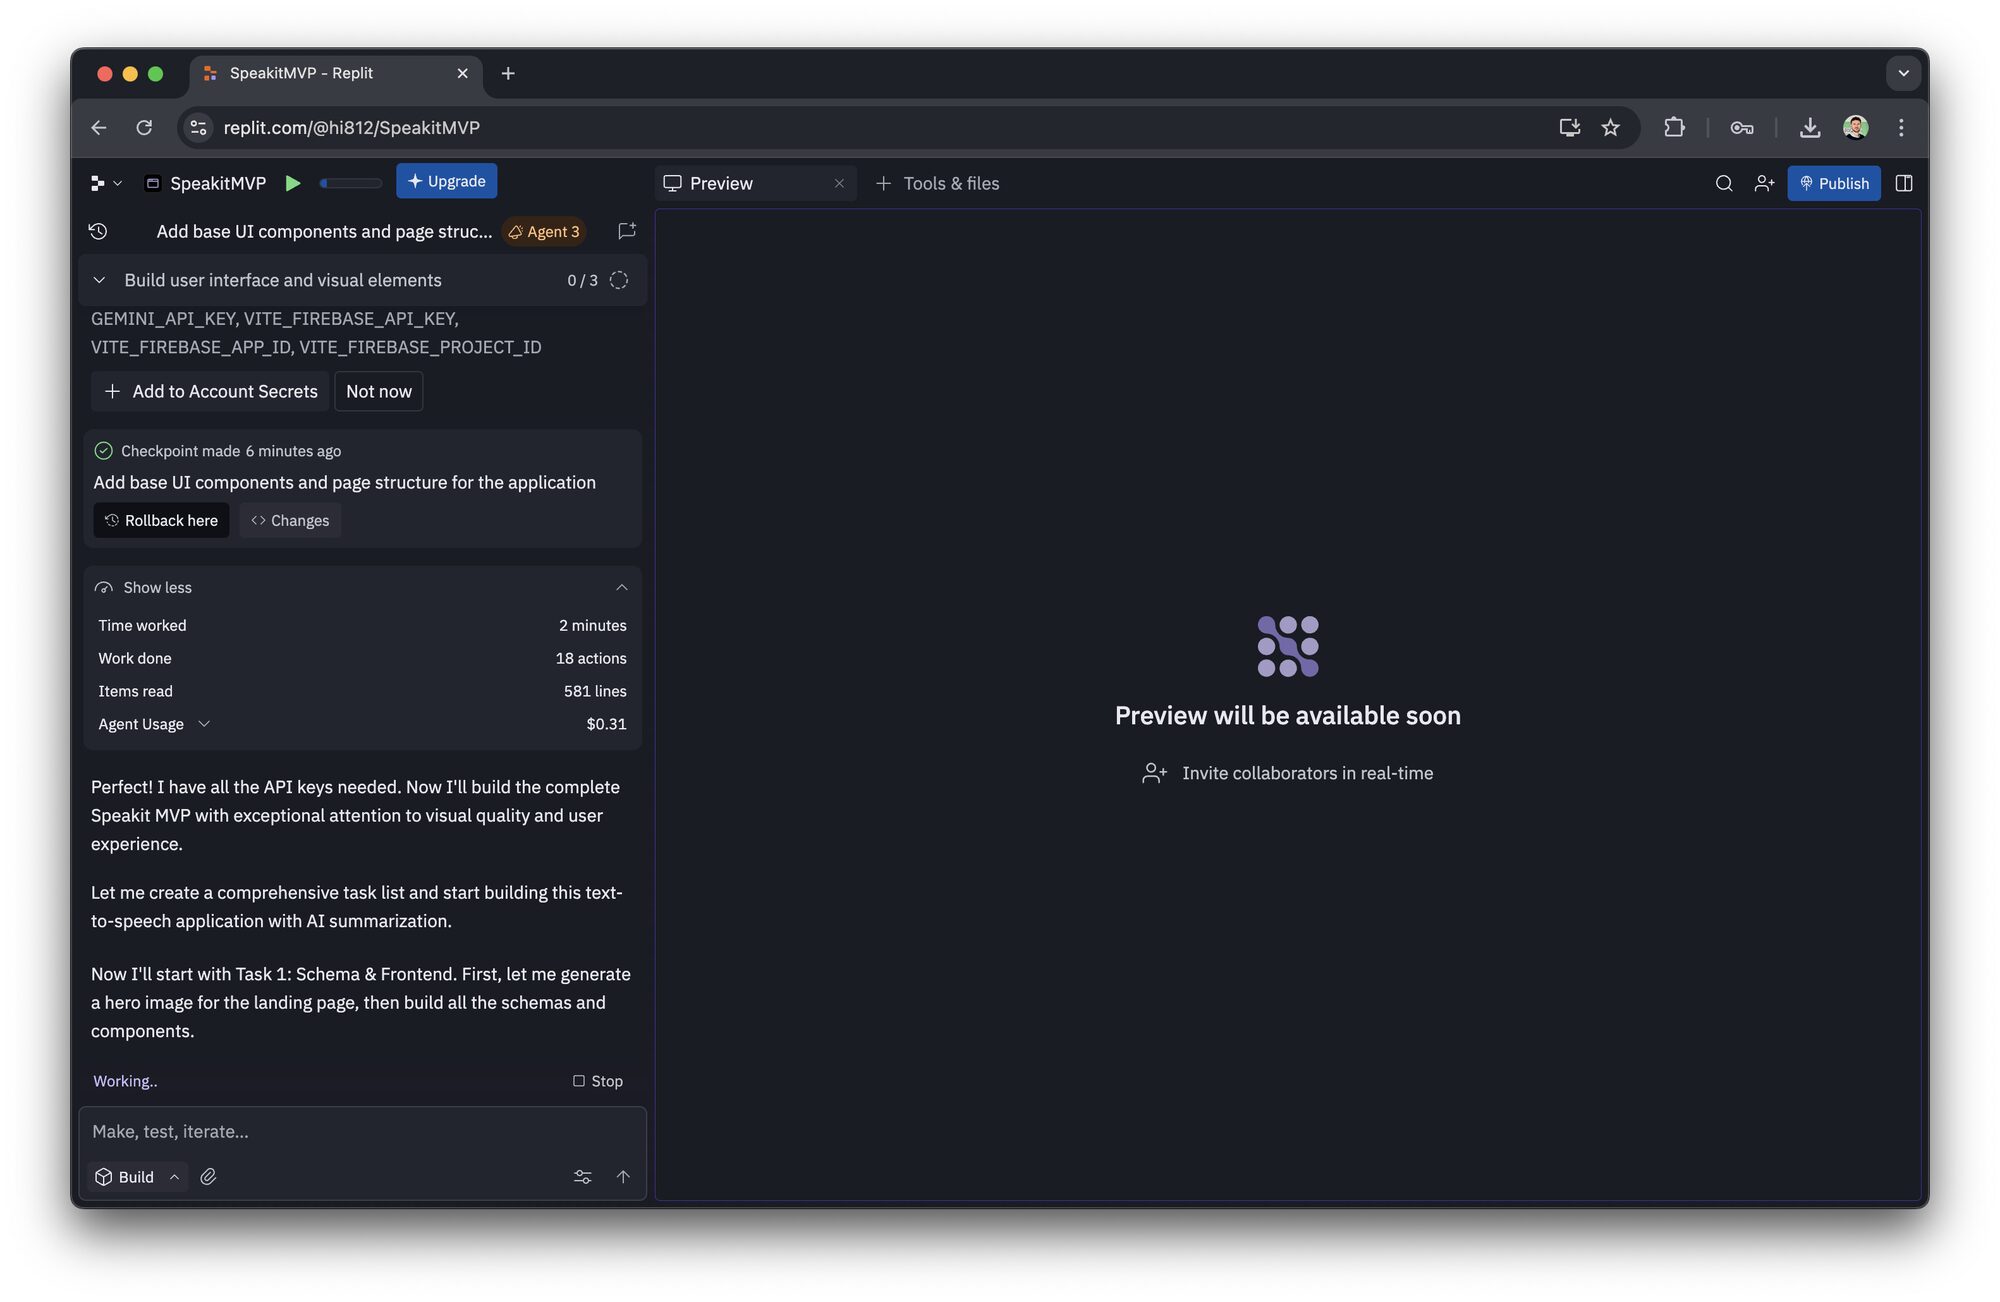 SpeakitMVP - Replit
replit.com/@hi812/SpeakitMVP
SpeakitMVP
Upgrade
Preview
Tools & files
Publish
Add base UI components and page struc...
Agent 3
Build user interface and visual elements
0 / 3
GEMINI_API_KEY, VITE_FIREBASE_API_KEY,
VITE_FIREBASE_APP_ID, VITE_FIREBASE_PROJECT_ID
Add to Account Secrets
Not now
Checkpoint made 6 minutes ago
Add base UI components and page structure for the application
Rollback here
Changes
Show less
Time worked 2 minutes
Work done 18 actions
Items read 581 lines
Agent Usage $0.31
Perfect! I have all the API keys needed. Now I'll build the complete
Speakit MVP with exceptional attention to visual quality and user
experience.
Let me create a comprehensive task list and start building this text-
to-speech application with AI summarization.
Now I'll start with Task 1: Schema & Frontend. First, let me generate
a hero image for the landing page, then build all the schemas and
components.
Working..
Stop
Make, test, iterate...
Build
Preview will be available soon
Invite collaborators in real-time